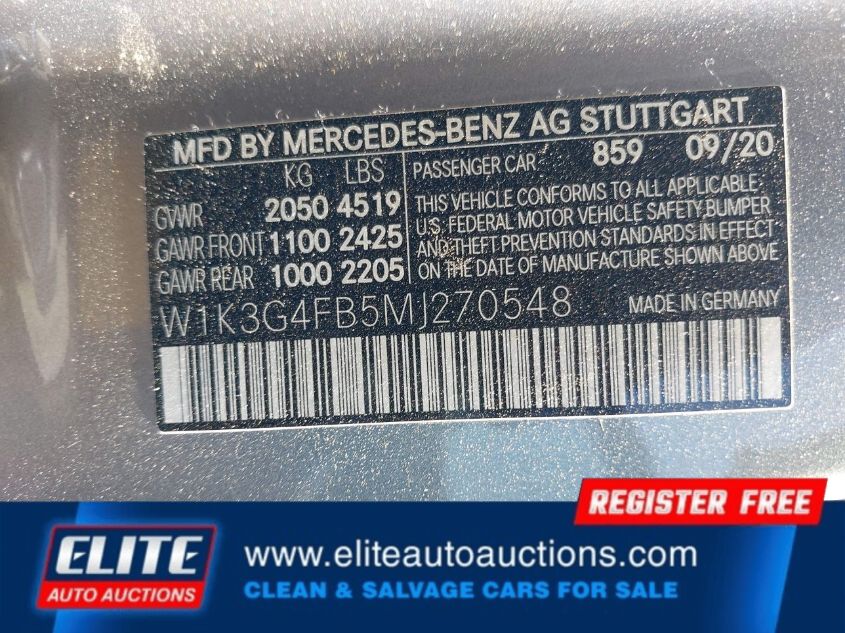 MFD BY MERCEDES-BENZ AG STUTTGART
KG LBS
GVWR 2050 4519
GAWR FRONT 1100 2425
GAWR REAR 1000 2205
PASSENGER CAR 859 09/20
THIS VEHICLE CONFORMS TO ALL APPLICABLE
U.S. FEDERAL MOTOR VEHICLE SAFETY, BUMPER
AND THEFT PREVENTION STANDARDS IN EFFECT
ON THE DATE OF MANUFACTURE SHOWN ABOVE
W1K3G4FB5MJ270548
MADE IN GERMANY
REGISTER FREE
ELITE
AUTO AUCTIONS
www.eliteautoauctions.com
CLEAN & SALVAGE CARS FOR SALE